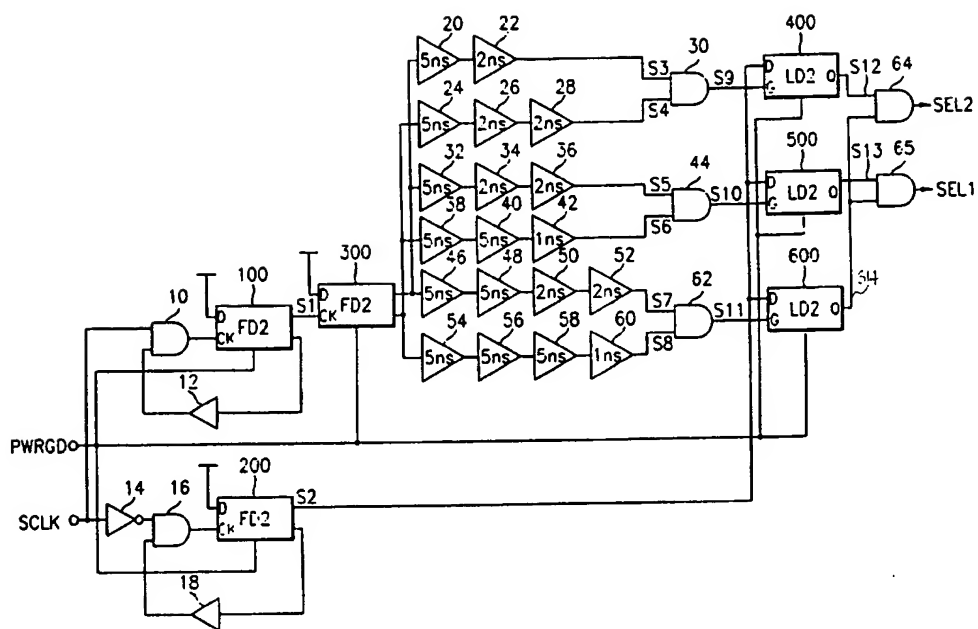 20 22
5ns 2ns
30
S3
S9
24 26 28
5ns 2ns 2ns
S4
400
D LD2 Q
G
S12
64
SEL2
32 34 36
5ns 2ns 2ns
44
S5
S10
38 40 42
5ns 5ns 1ns
S6
500
D LD2 Q
G
S13
65
SEL1
46 48 50 52
5ns 5ns 2ns 2ns
62
S7
S11
54 56 58 60
5ns 5ns 5ns 1ns
S8
600
D LD2 Q
G
10
100
D
FD2
CK
S1
300
D
FD2
CK
12
PWRGD
SCLK
14
16
200
D
FD2
CK
S2
18